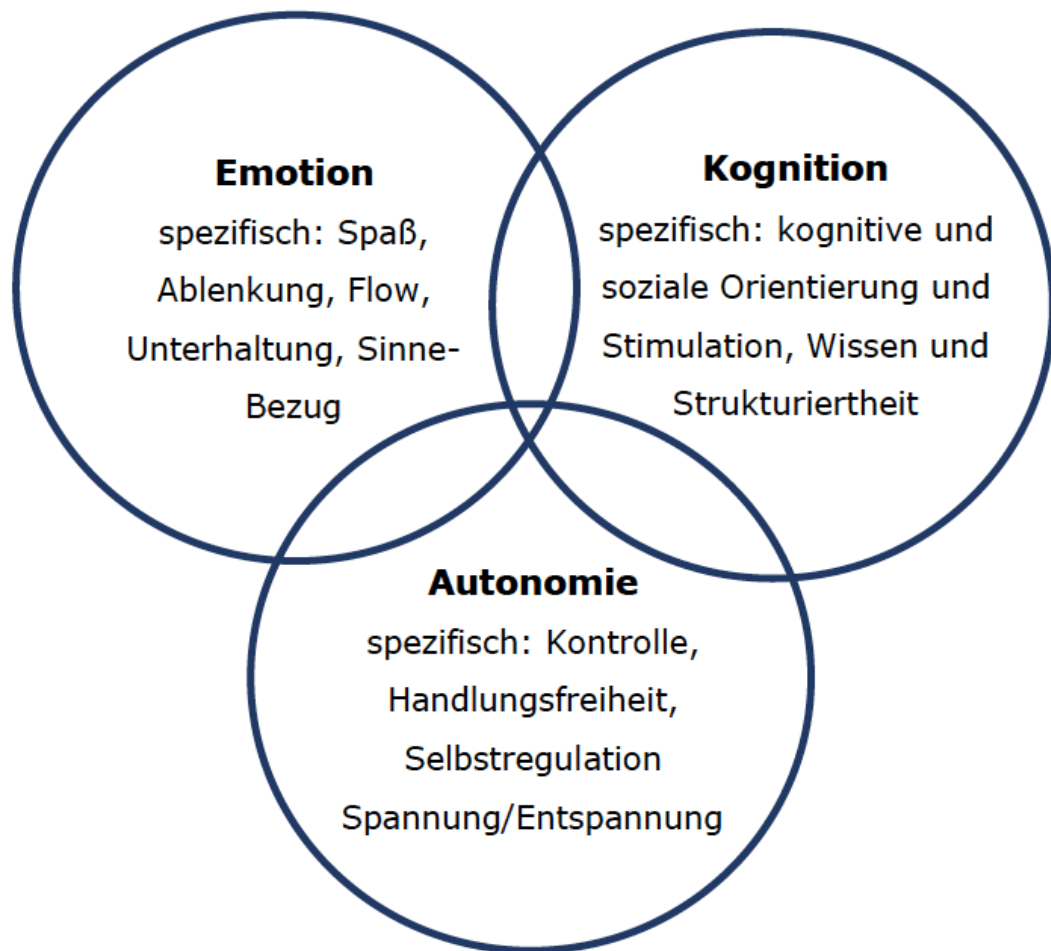 Emotion
spezifisch: Spaß,
Ablenkung, Flow,
Unterhaltung, Sinne-
Bezug
Kognition
spezifisch: kognitive und
soziale Orientierung und
Stimulation, Wissen und
Strukturiertheit
Autonomie
spezifisch: Kontrolle,
Handlungsfreiheit,
Selbstregulation
Spannung/Entspannung